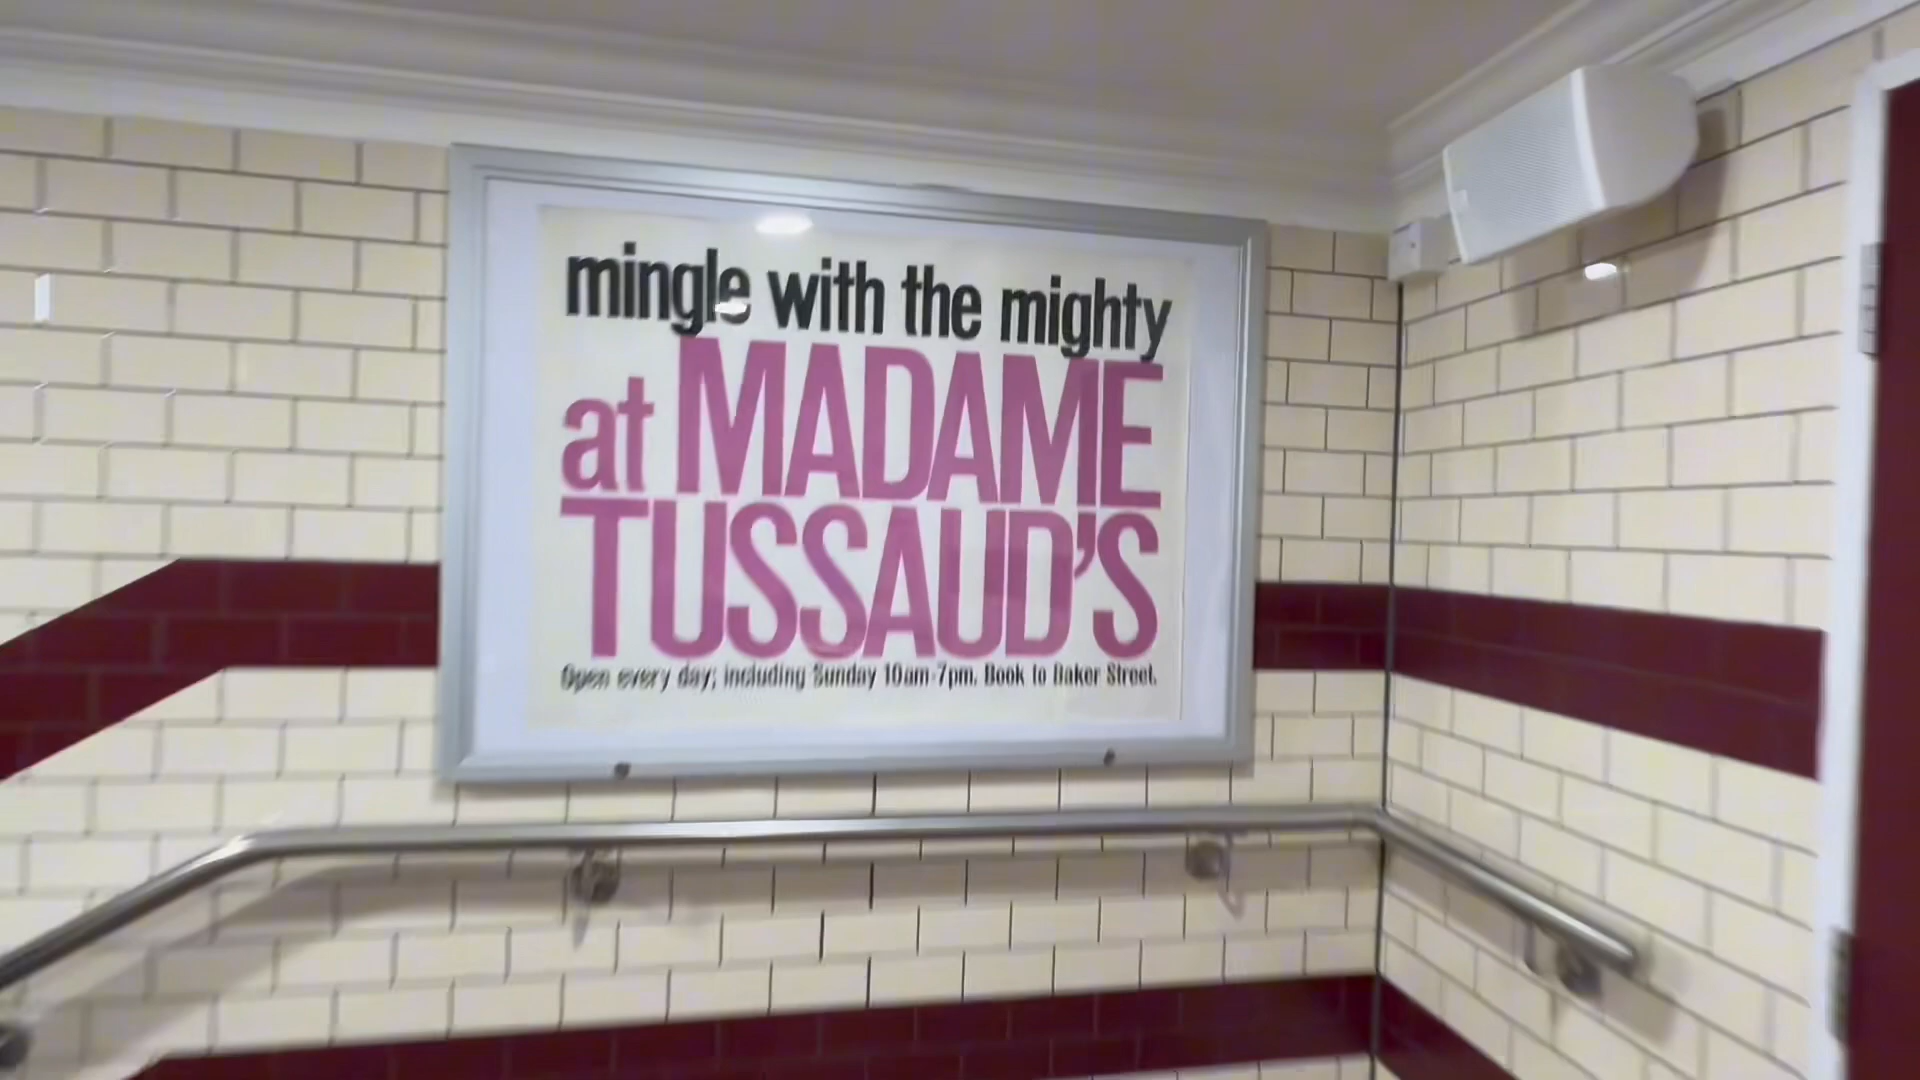 mingle with the mighty
at MADAME
TUSSAUD'S
Open every day; including Sunday 10am-7pm. Book to Baker Street.